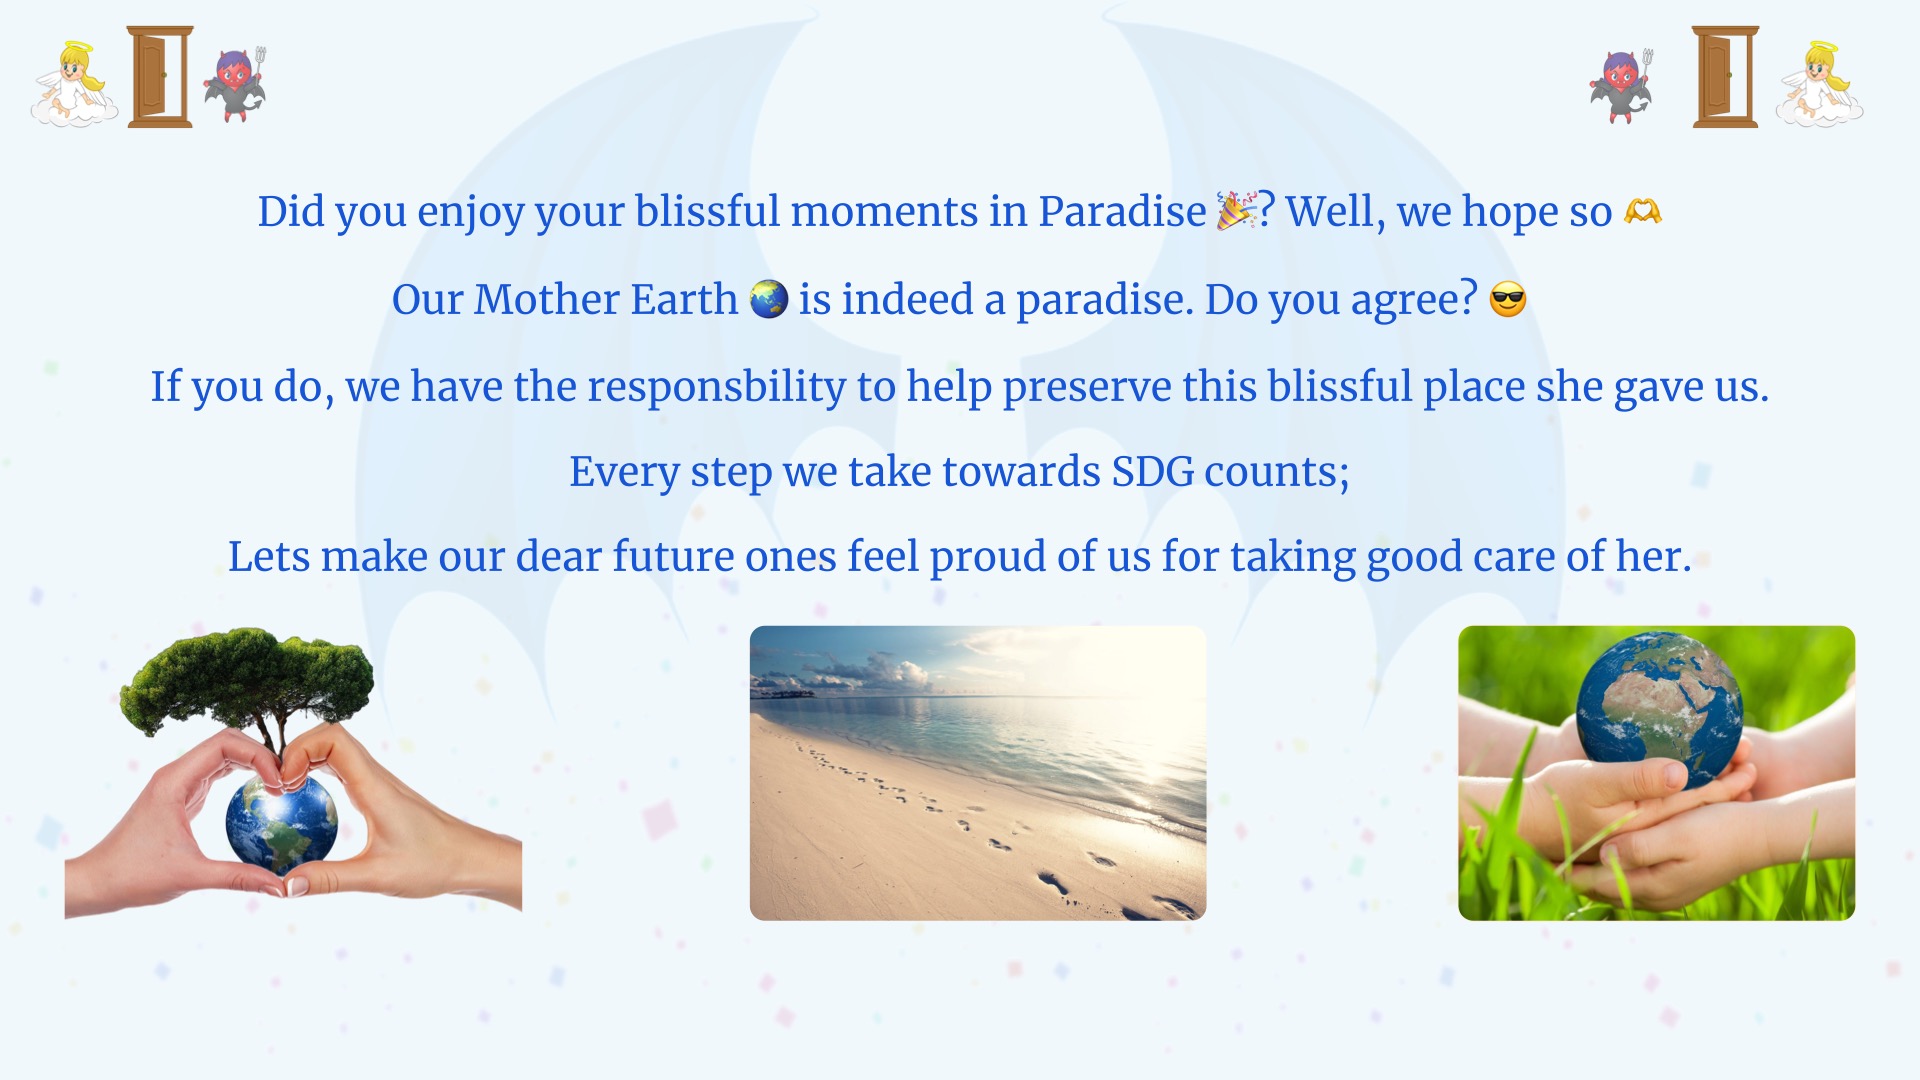 Did you enjoy your blissful moments in Paradise 🎉? Well, we hope so 🫶
Our Mother Earth 🌏 is indeed a paradise. Do you agree? 😎
If you do, we have the responsbility to help preserve this blissful place she gave us.
Every step we take towards SDG counts;
Lets make our dear future ones feel proud of us for taking good care of her.